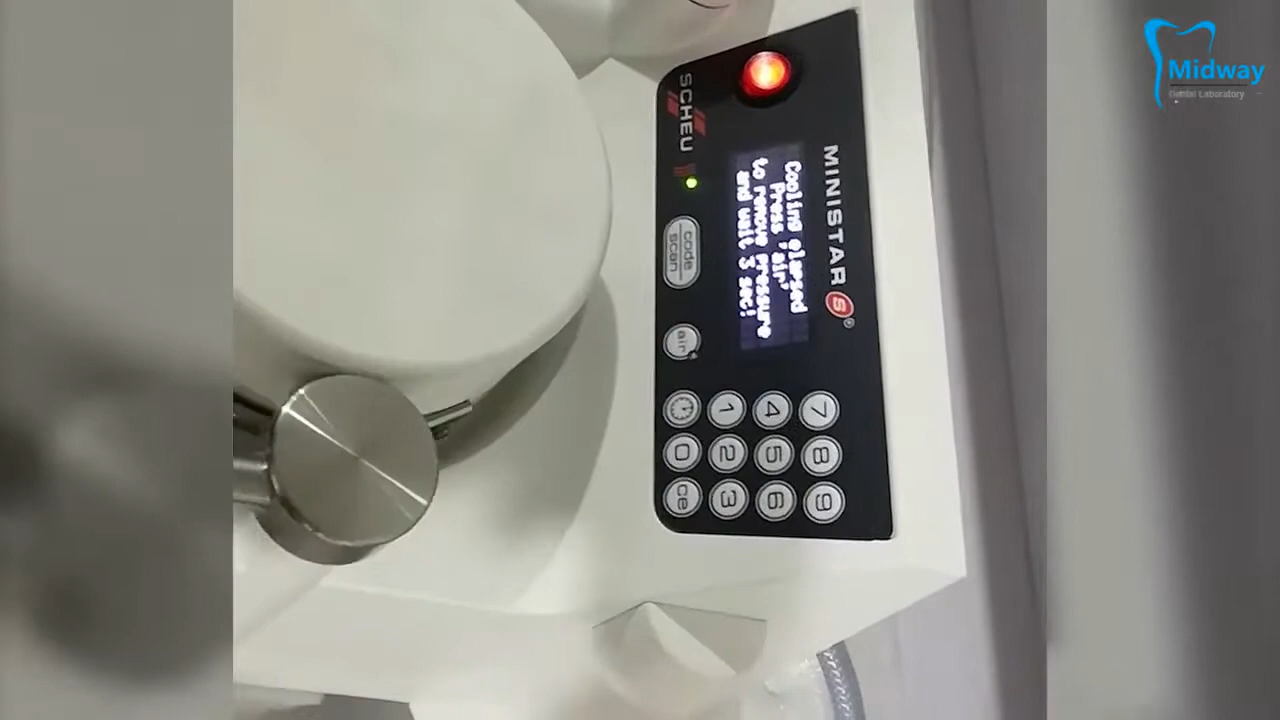 Midway
Dental Laboratory
MINISTAR S®
SCHEU
Cooling elapsed
Press 'air'
to remove pressure
and wait 3 sec!
code
scan
air
7 8 9
4 5 6
1 2 3
0 ce